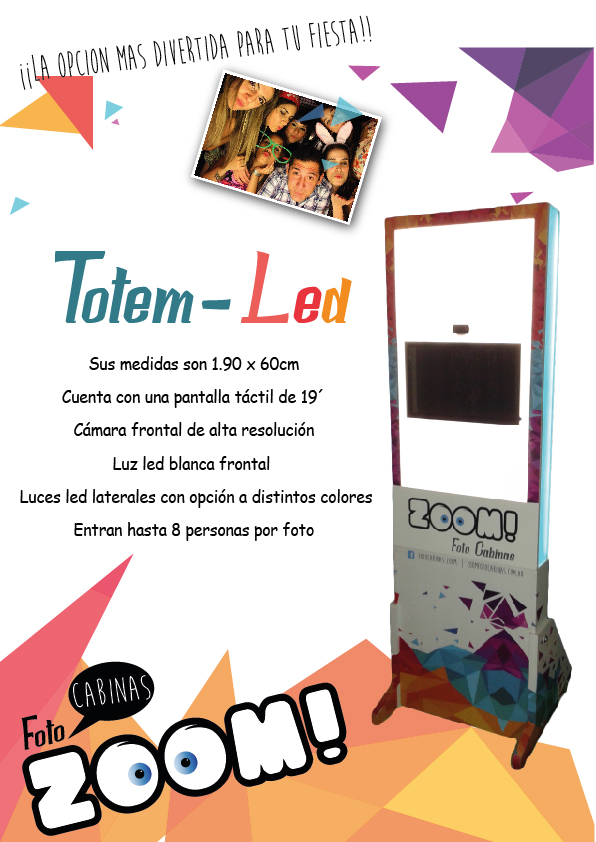 ¡¡LA OPCION MAS DIVERTIDA PARA TU FIESTA!!
Totem - Led
Sus medidas son 1.90 x 60cm
Cuenta con una pantalla táctil de 19´
Cámara frontal de alta resolución
Luz led blanca frontal
Luces led laterales con opción a distintos colores
Entran hasta 8 personas por foto
ZOOM!
Foto Cabinas
Foto CABINAS
ZOOM!